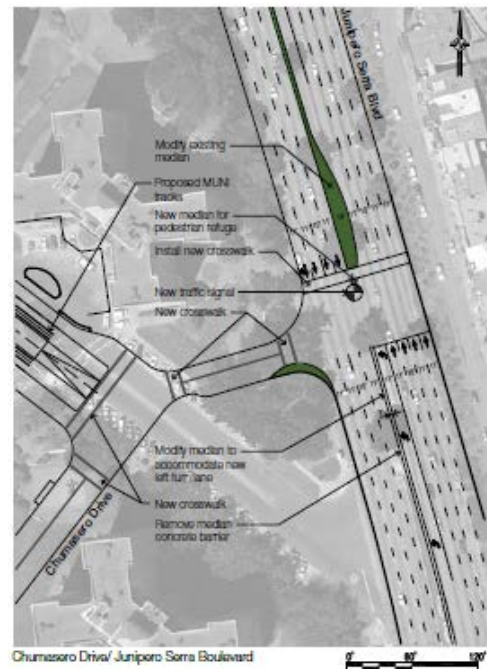 Junipero Serra Blvd
Modify existing
median
Proposed MUNI
tracks
New median for
pedestrian refuge
Install new crosswalk
New traffic signal
New crosswalk
Modify median to
accommodate new
left turn lane
New crosswalk
Remove median
concrete barrier
Chumasero Drive
Chumasero Drive/ Junipero Serra Boulevard
0' 60' 120'